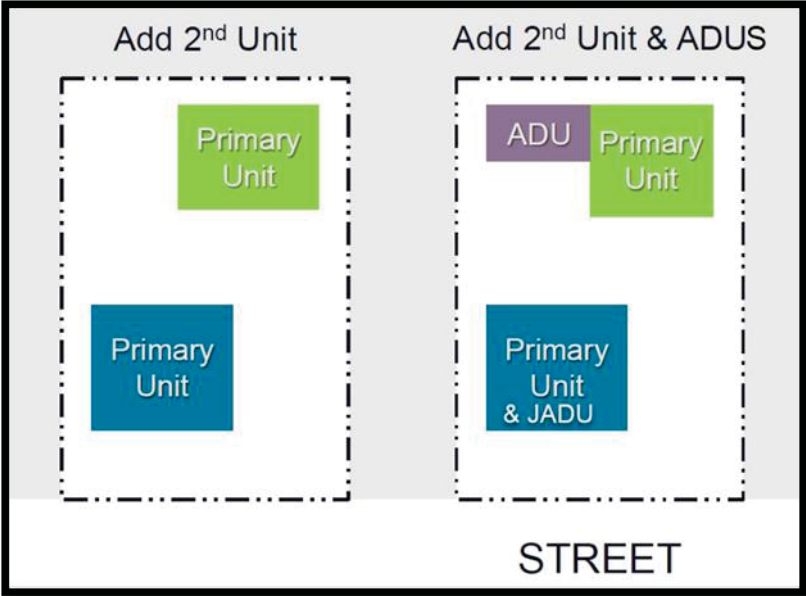 Add 2nd Unit
Add 2nd Unit & ADUS
Primary
Unit
ADU
Primary
Unit
Primary
Unit
Primary
Unit
& JADU
STREET